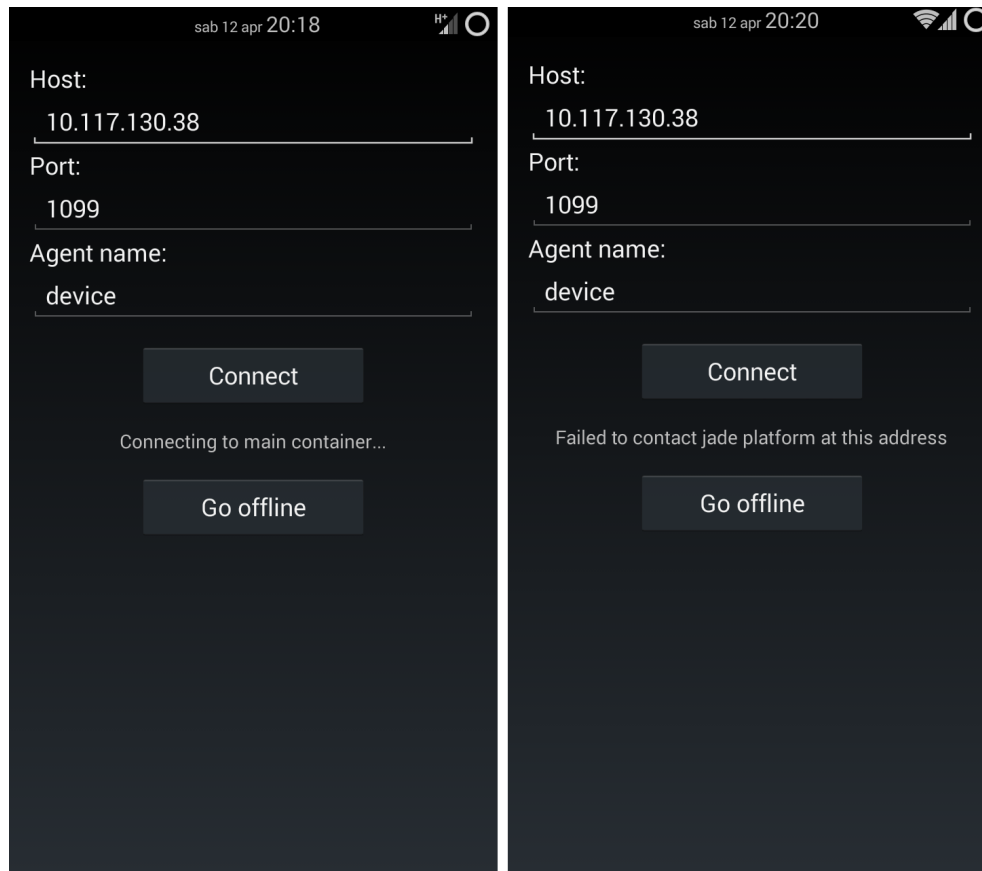 sab 12 apr 20:18
H+
Host:
10.117.130.38
Port:
1099
Agent name:
device
Connect
Connecting to main container...
Go offline
sab 12 apr 20:20
Host:
10.117.130.38
Port:
1099
Agent name:
device
Connect
Failed to contact jade platform at this address
Go offline